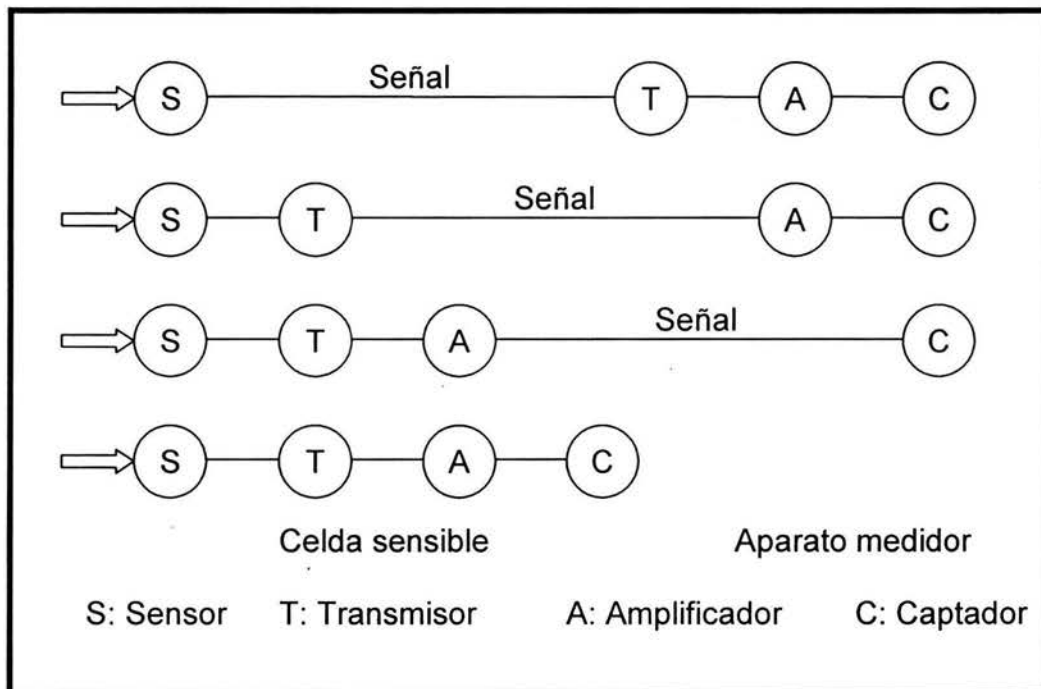 Señal
S T A C
Señal
S T A C
Señal
S T A C
S T A C
Celda sensible Aparato medidor
S: Sensor T: Transmisor A: Amplificador C: Captador